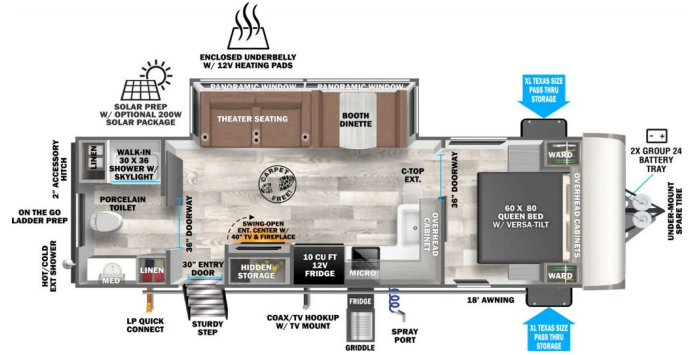 ENCLOSED UNDERBELLY
W/ 12V HEATING PADS
SOLAR PREP
W/ OPTIONAL 200W
SOLAR PACKAGE
XL TEXAS SIZE
PASS THRU
STORAGE
PANORAMIC WINDOW
PANORAMIC WINDOW
THEATER SEATING
BOOTH
DINETTE
2X GROUP 24
BATTERY
TRAY
2" ACCESSORY
HITCH
LINEN
WALK-IN
30 X 36
SHOWER W/
SKYLIGHT
CARPET
FREE!
C-TOP
EXT.
36" DOORWAY
WARD
OVERHEAD CABINETS
UNDER-MOUNT
SPARE TIRE
ON THE GO
LADDER PREP
PORCELAIN
TOILET
36" DOORWAY
SWING-OPEN
ENT. CENTER W/
40" TV & FIREPLACE
OVERHEAD
CABINET
60 X 80
QUEEN BED
W/ VERSA-TILT
HOT/COLD
EXT SHOWER
MED
LINEN
30" ENTRY
DOOR
HIDDEN
STORAGE
10 CU FT
12V
FRIDGE
MICRO
WARD
LP QUICK
CONNECT
STURDY
STEP
COAX/TV HOOKUP
W/ TV MOUNT
FRIDGE
GRIDDLE
SPRAY
PORT
18' AWNING
XL TEXAS SIZE
PASS THRU
STORAGE